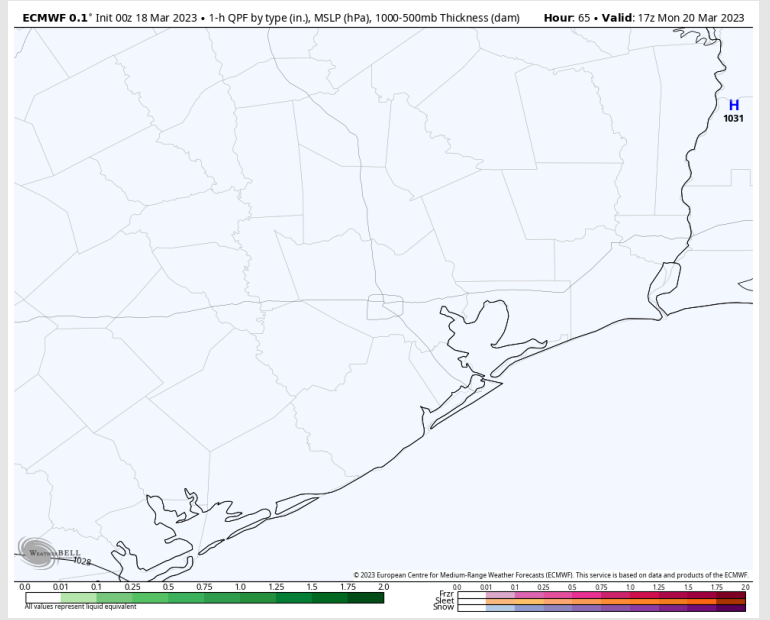 ECMWF 0.1° Init 00z 18 Mar 2023 • 1-h QPF by type (in.), MSLP (hPa), 1000-500mb Thickness (dam) Hour: 65 • Valid: 17z Mon 20 Mar 2023
H
1031
WEATHERBELL
1028
© 2023 European Centre for Medium-Range Weather Forecasts (ECMWF). This service is based on data and products of the ECMWF.
0.0 0.01 0.1 0.25 0.5 0.75 1.0 1.25 1.5 1.75 2.0
All values represent liquid equivalent
0.0 0.01 0.1 0.25 0.5 0.75 1.0 1.25 1.5 1.75 2.0
Frzr
Sleet
Snow